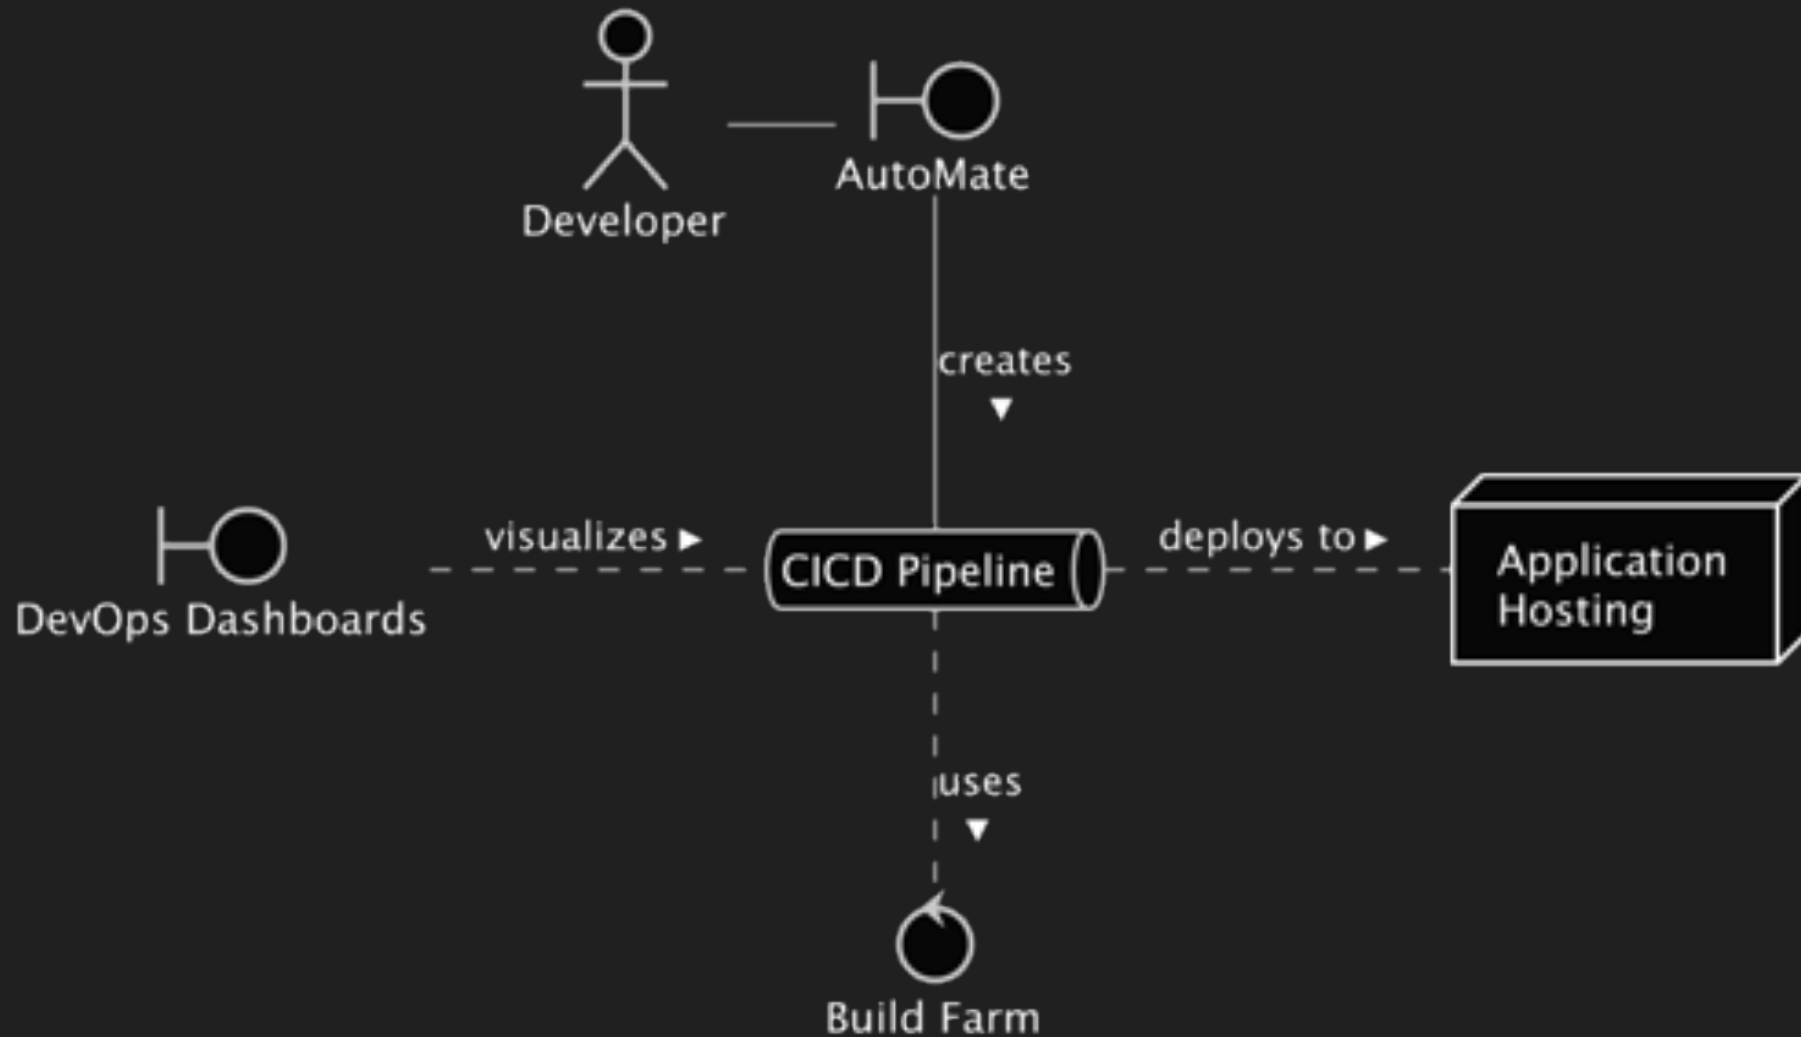 AutoMate
Developer
creates
visualizes
deploys to
CICD Pipeline
Application
Hosting
DevOps Dashboards
uses
Build Farm